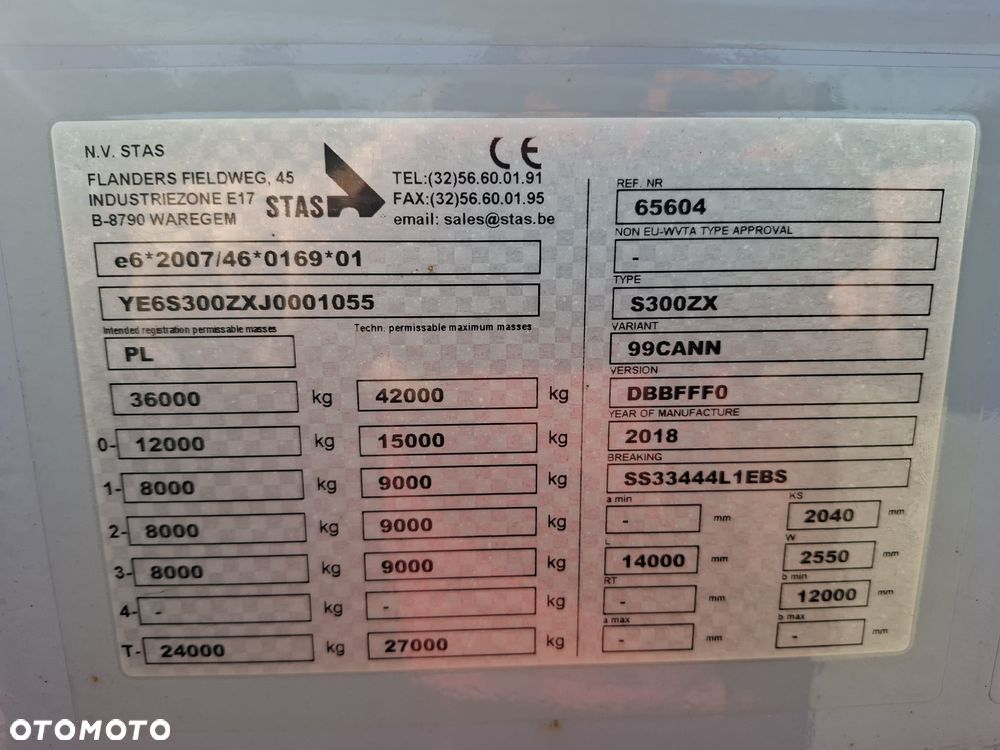 N.V. STAS
FLANDERS FIELDWEG, 45
INDUSTRIEZONE E17
B-8790 WAREGEM
STAS
CE
TEL:(32)56.60.01.91
FAX:(32)56.60.01.95
email: sales@stas.be
e6*2007/46*0169*01
YE6S300ZXJ0001055
Intended registration permissable masses
Techn. permissable maximum masses
PL
36000 kg 42000 kg
0- 12000 kg 15000 kg
1- 8000 kg 9000 kg
2- 8000 kg 9000 kg
3- 8000 kg 9000 kg
4- - kg - kg
T- 24000 kg 27000 kg
REF. NR
65604
NON EU-WVTA TYPE APPROVAL
-
TYPE
S300ZX
VARIANT
99CANN
VERSION
DBBFFF0
YEAR OF MANUFACTURE
2018
BREAKING
SS33444L1EBS
a min KS
- mm 2040 mm
L W
14000 mm 2550 mm
RT b min
- mm 12000 mm
a max b max
- mm - mm
OTOMOTO